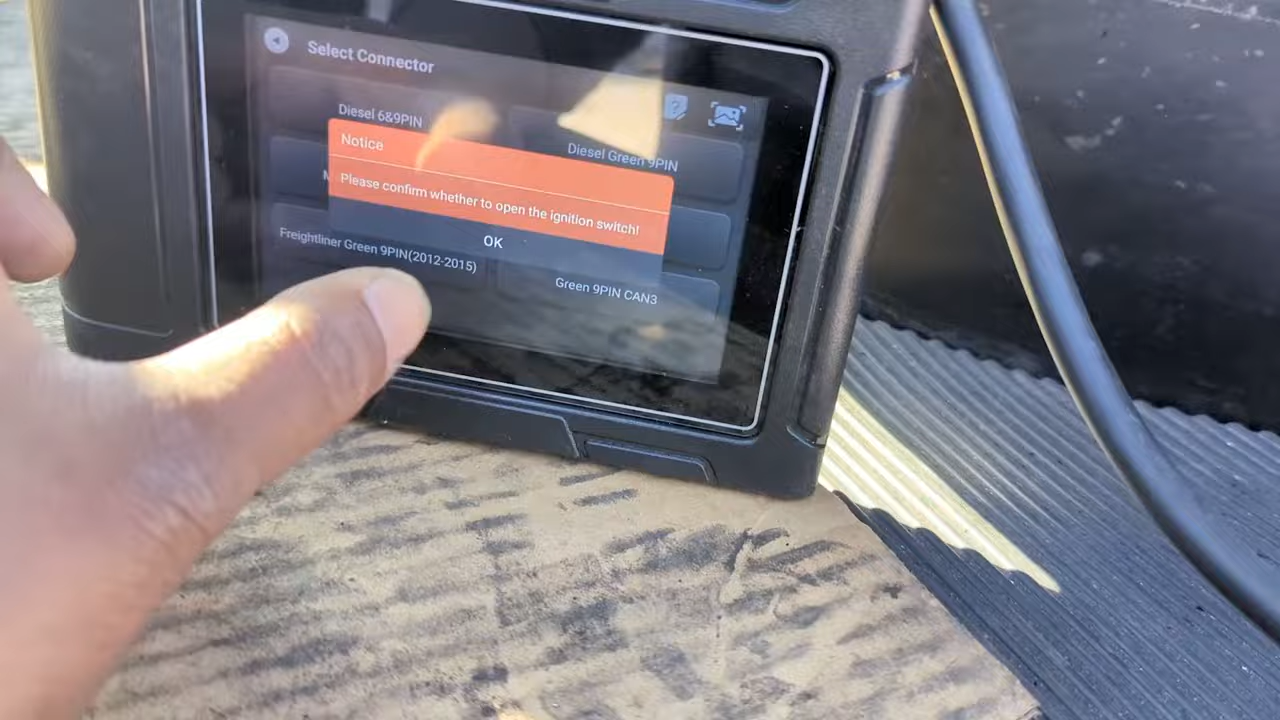 Select Connector
Diesel 6&9PIN
Diesel Green 9PIN
Notice
Please confirm whether to open the ignition switch!
OK
Freightliner Green 9PIN(2012-2015)
Green 9PIN CAN3